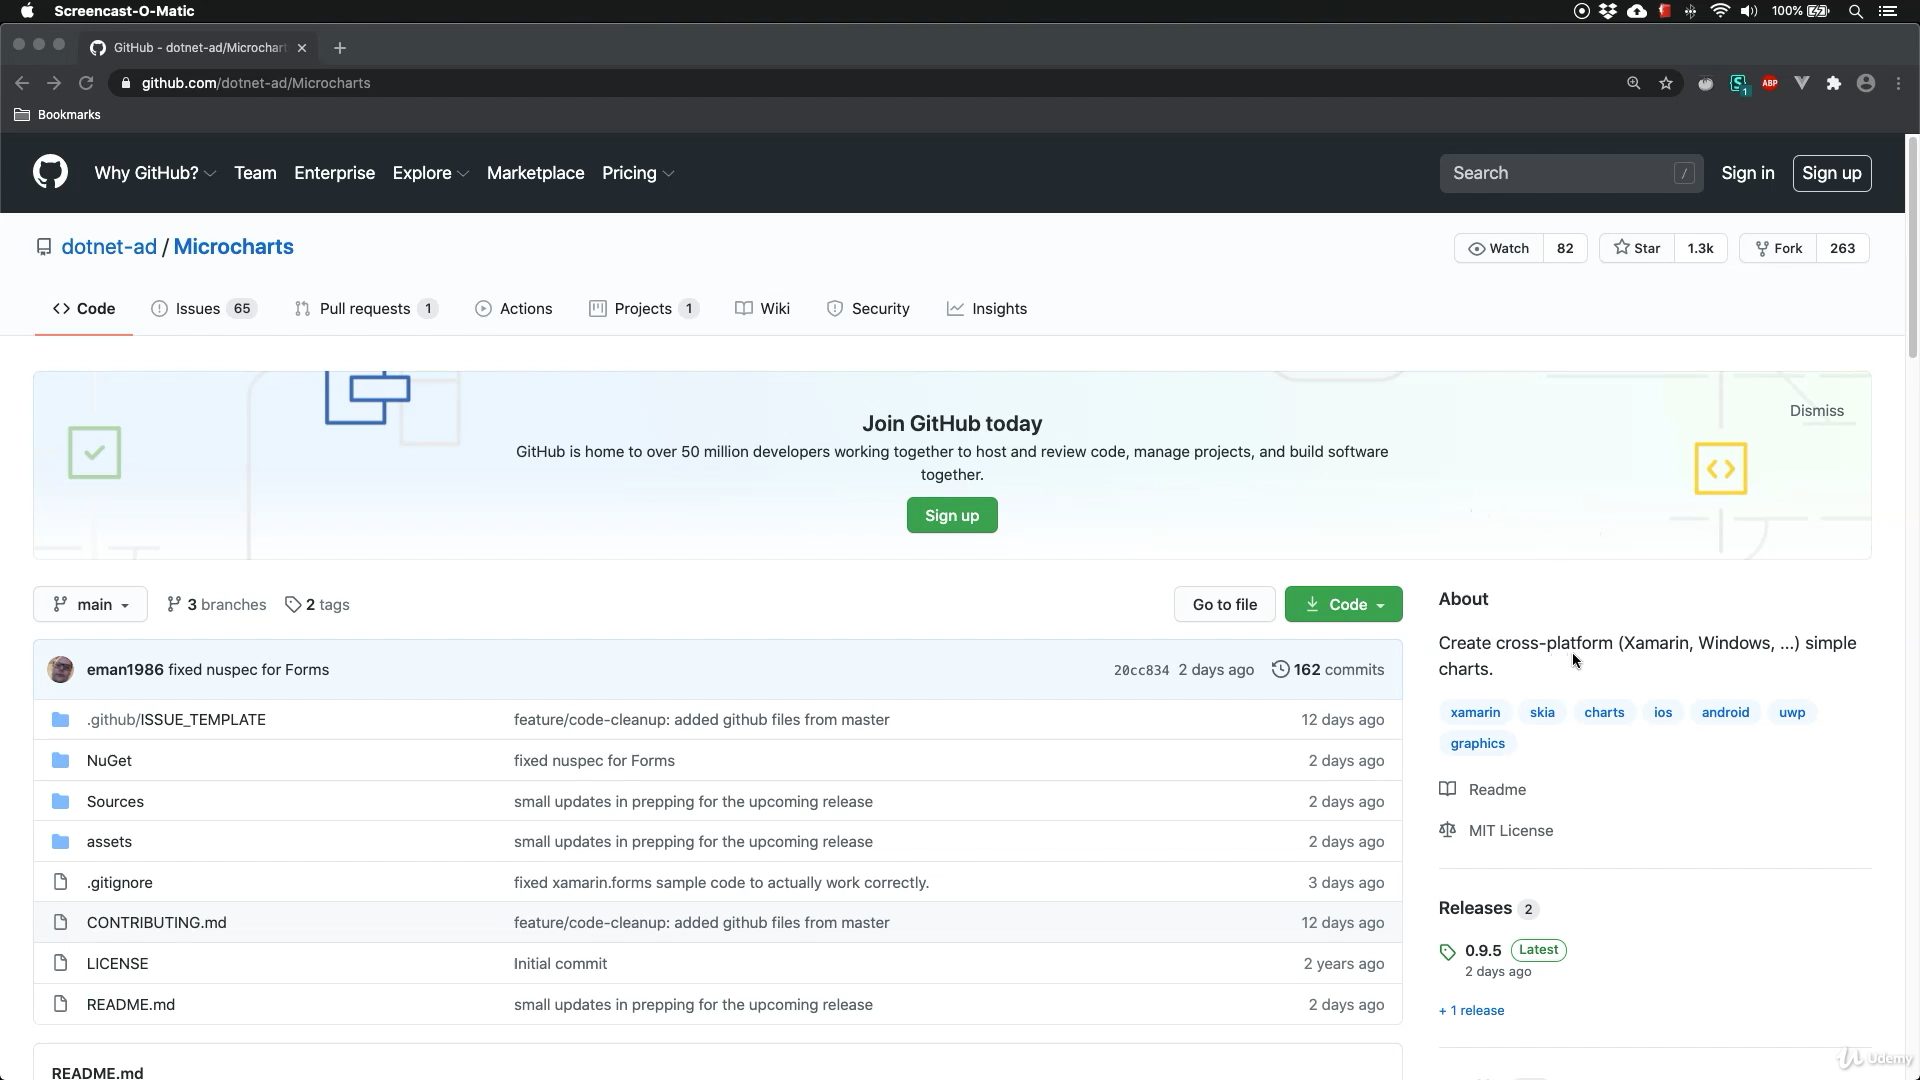 Screencast-O-Matic
100%
GitHub - dotnet-ad/Microchart
github.com/dotnet-ad/Microcharts
1
ABP
Bookmarks
Why GitHub? Team Enterprise Explore Marketplace Pricing
Search /
Sign in
Sign up
dotnet-ad / Microcharts
Watch 82
Star 1.3k
Fork 263
Code
Issues 65
Pull requests 1
Actions
Projects 1
Wiki
Security
Insights
Join GitHub today
Dismiss
GitHub is home to over 50 million developers working together to host and review code, manage projects, and build software
together.
Sign up
main
3 branches
2 tags
Go to file
Code
eman1986 fixed nuspec for Forms 20cc834 2 days ago 162 commits
.github/ISSUE_TEMPLATE feature/code-cleanup: added github files from master 12 days ago
NuGet fixed nuspec for Forms 2 days ago
Sources small updates in prepping for the upcoming release 2 days ago
assets small updates in prepping for the upcoming release 2 days ago
.gitignore fixed xamarin.forms sample code to actually work correctly. 3 days ago
CONTRIBUTING.md feature/code-cleanup: added github files from master 12 days ago
LICENSE Initial commit 2 years ago
README.md small updates in prepping for the upcoming release 2 days ago
README.md
About
Create cross-platform (Xamarin, Windows, ...) simple
charts.
xamarin skia charts ios android uwp
graphics
Readme
MIT License
Releases 2
0.9.5 Latest
2 days ago
+ 1 release
Udemy